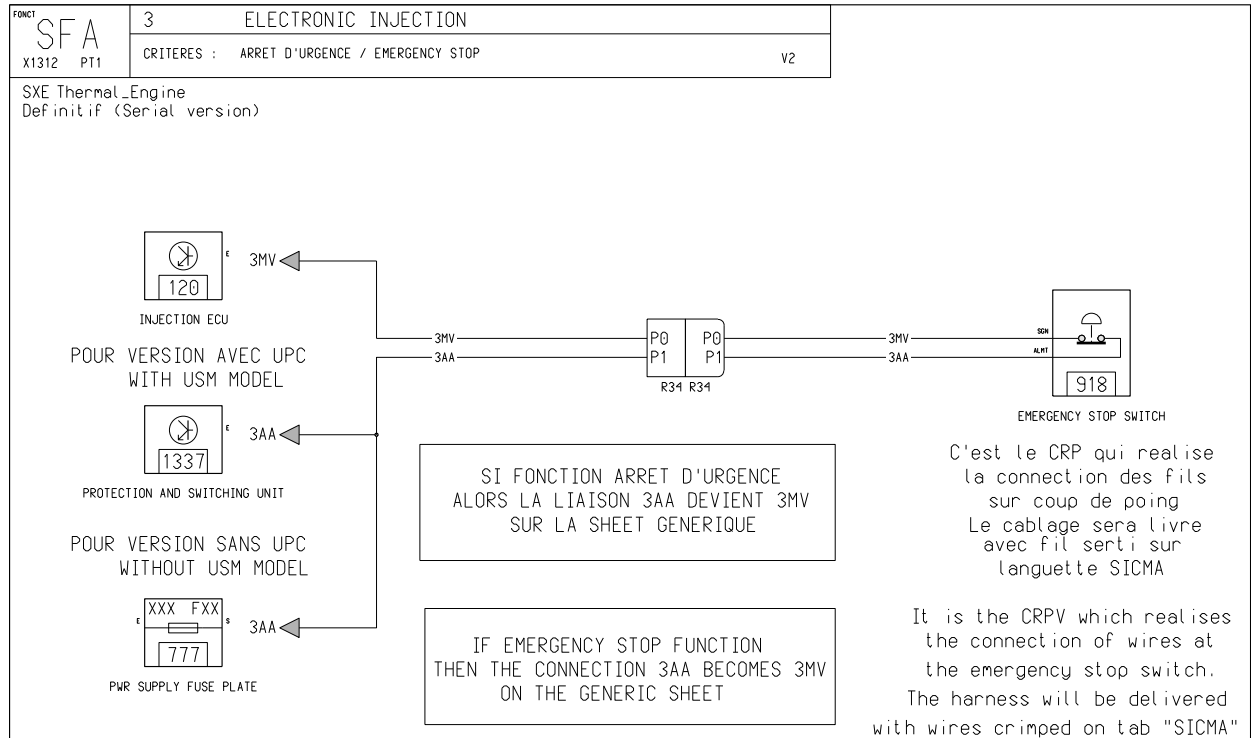 FONCT
SFA
X1312 PT1
3 ELECTRONIC INJECTION
CRITERES : ARRET D'URGENCE / EMERGENCY STOP V2
SXE Thermal_Engine
Definitif (Serial version)
E
3MV
120
INJECTION ECU
POUR VERSION AVEC UPC
WITH USM MODEL
E
3AA
1337
PROTECTION AND SWITCHING UNIT
POUR VERSION SANS UPC
WITHOUT USM MODEL
XXX FXX
E
S
3AA
777
PWR SUPPLY FUSE PLATE
3MV
3AA
P0 P0
P1 P1
R34 R34
3MV
3AA
SGN
ALMT
918
EMERGENCY STOP SWITCH
SI FONCTION ARRET D'URGENCE
ALORS LA LIAISON 3AA DEVIENT 3MV
SUR LA SHEET GENERIQUE
IF EMERGENCY STOP FUNCTION
THEN THE CONNECTION 3AA BECOMES 3MV
ON THE GENERIC SHEET
C'est le CRP qui realise
la connection des fils
sur coup de poing
Le cablage sera livre
avec fil serti sur
languette SICMA
It is the CRPV which realises
the connection of wires at
the emergency stop switch.
The harness will be delivered
with wires crimped on tab "SICMA"